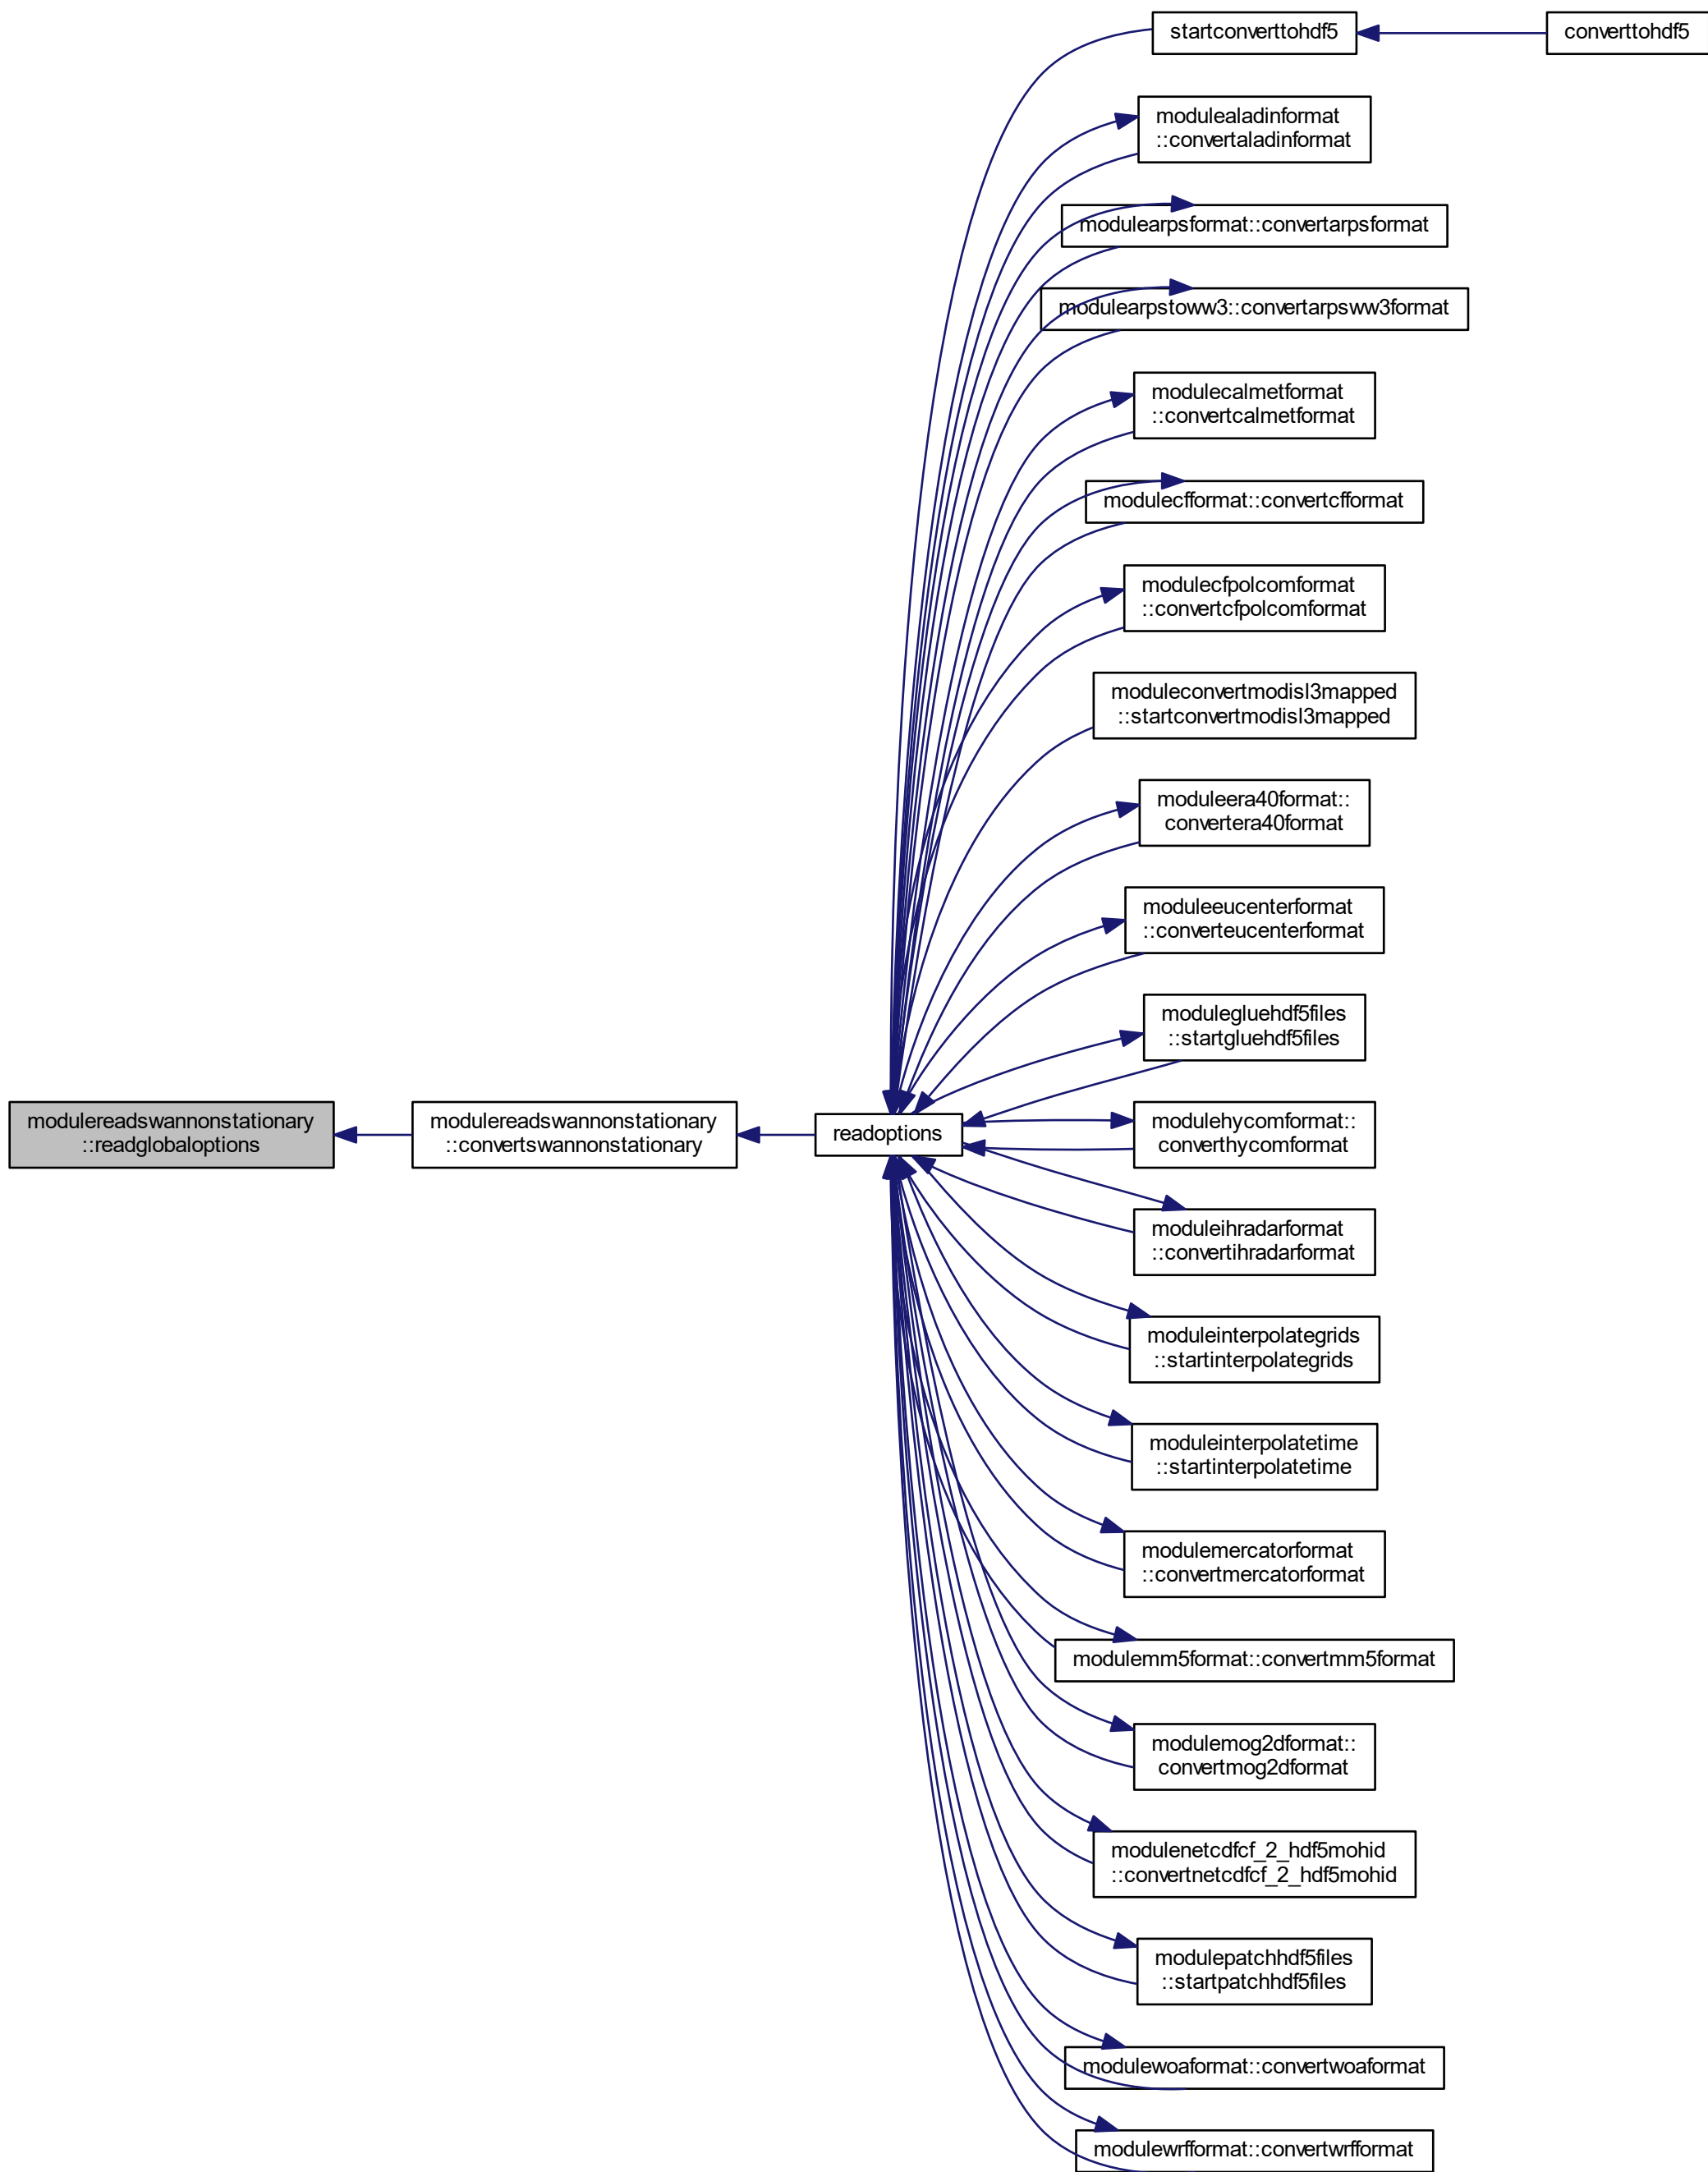 startconverttohdf5
converttohdf5
modulealadinformat
::convertaladinformat
modulearpsformat::convertarpsformat
modulearpstoww3::convertarpsww3format
modulecalmetformat
::convertcalmetformat
modulecfformat::convertcfformat
modulecfpolcomformat
::convertcfpolcomformat
moduleconvertmodisl3mapped
::startconvertmodisl3mapped
moduleera40format::
convertera40format
moduleeucenterformat
::converteucenterformat
modulegluehdf5files
::startgluehdf5files
modulereadswannonstationary
::readglobaloptions
modulereadswannonstationary
::convertswannonstationary
readoptions
modulehycomformat::
converthycomformat
moduleihradarformat
::convertihradarformat
moduleinterpolategrids
::startinterpolategrids
moduleinterpolatetime
::startinterpolatetime
modulemercatorformat
::convertmercatorformat
modulemm5format::convertmm5format
modulemog2dformat::
convertmog2dformat
modulenetcdfcf_2_hdf5mohid
::convertnetcdfcf_2_hdf5mohid
modulepatchhdf5files
::startpatchhdf5files
modulewoaformat::convertwoaformat
modulewrfformat::convertwrfformat